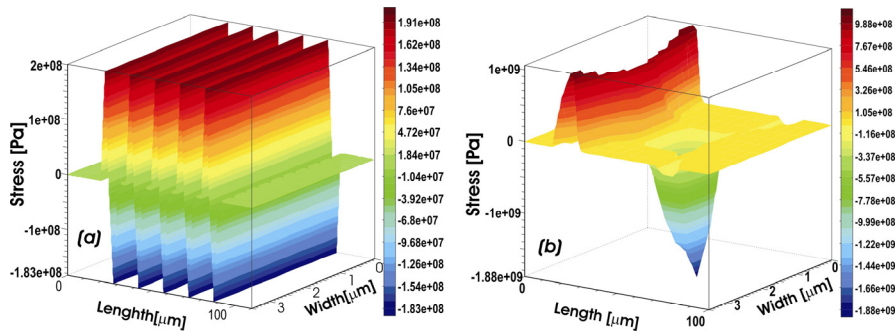 2e+08
1e+08
0
-1e+08
-1.83e+08
Stress [Pa]
(a)
0
Lenghth[μm]
100
3
2
1
0
Width[μm]
1.91e+08
1.62e+08
1.34e+08
1.05e+08
7.6e+07
4.72e+07
1.84e+07
-1.04e+07
-3.92e+07
-6.8e+07
-9.68e+07
-1.26e+08
-1.54e+08
-1.83e+08
1e+09
0
-1e+09
-1.88e+09
Stress [Pa]
(b)
0
Length [μm]
100
3
2
1
0
Width [μm]
9.88e+08
7.67e+08
5.46e+08
3.26e+08
1.05e+08
-1.16e+08
-3.37e+08
-5.57e+08
-7.78e+08
-9.99e+08
-1.22e+09
-1.44e+09
-1.66e+09
-1.88e+09